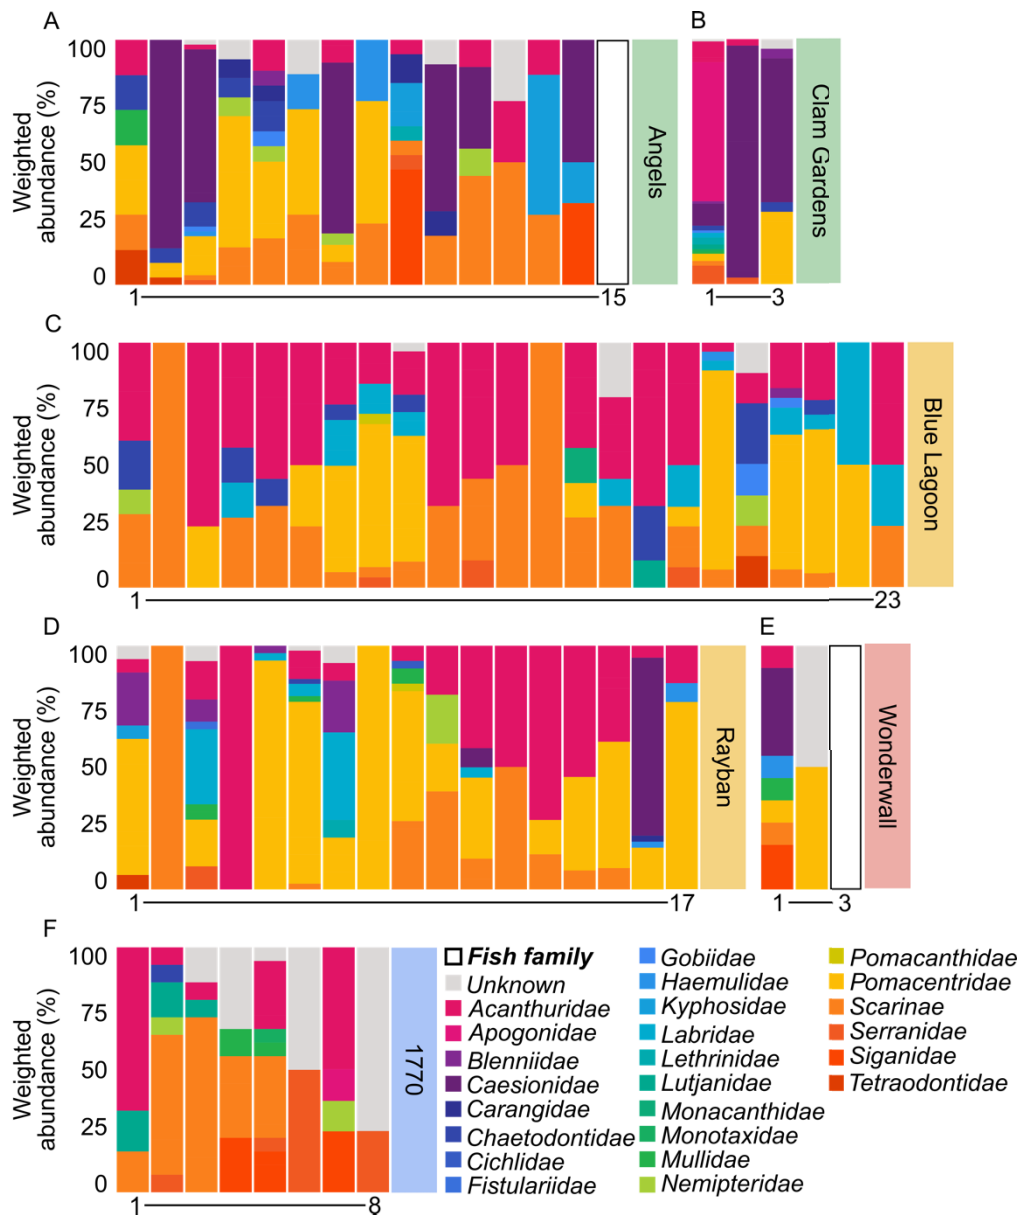 A
Weighted
abundance (%)
100
75
50
25
0
1
15
Angels
B
1
3
Clam Gardens
C
Weighted
abundance (%)
100
75
50
25
0
1
23
Blue Lagoon
D
Weighted
abundance (%)
100
75
50
25
0
1
17
Rayban
E
1
3
Wonderwall
F
Weighted
abundance (%)
100
75
50
25
0
1
8
1770
Fish family
Unknown
Acanthuridae
Apogonidae
Blenniidae
Caesionidae
Carangidae
Chaetodontidae
Cichlidae
Fistulariidae
Gobiidae
Haemulidae
Kyphosidae
Labridae
Lethrinidae
Lutjanidae
Monacanthidae
Monotaxidae
Mullidae
Nemipteridae
Pomacanthidae
Pomacentridae
Scarinae
Serranidae
Siganidae
Tetraodontidae